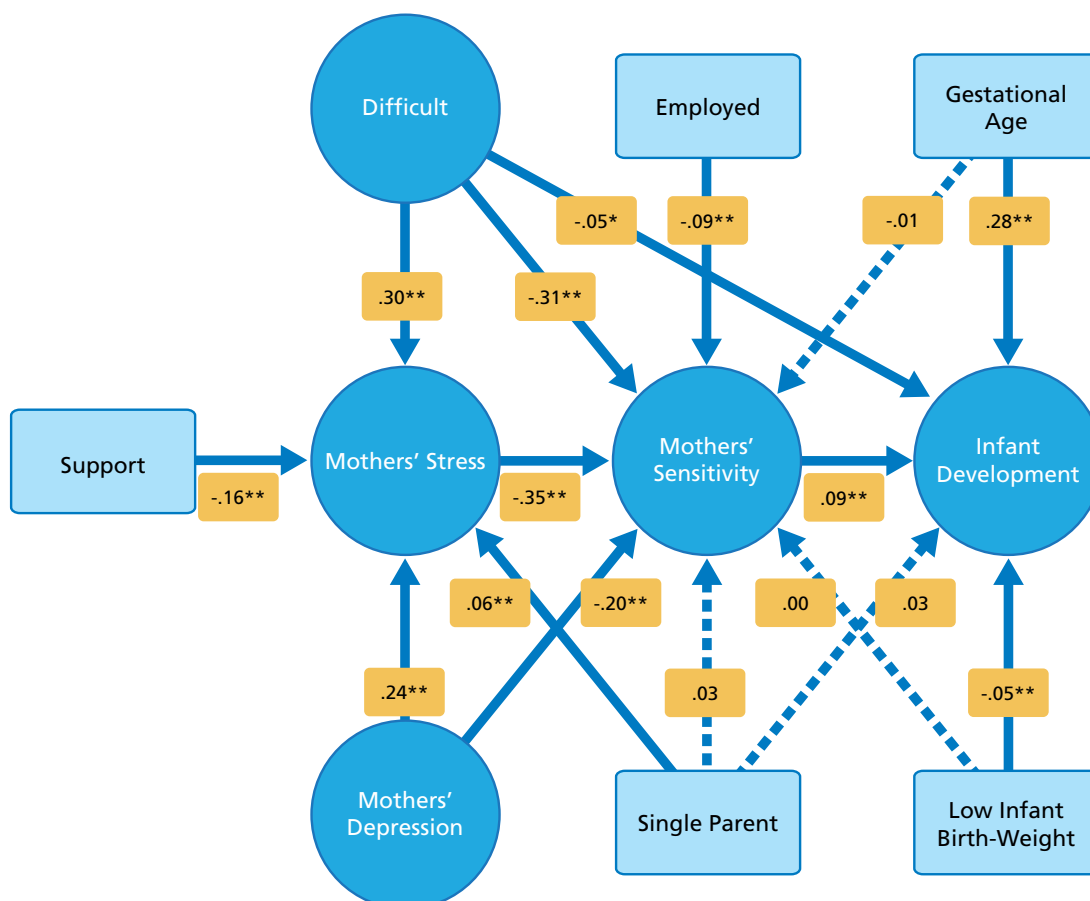 Difficult
Employed
Gestational
Age
-.05*
-.09**
-.01
.28**
.30**
-.31**
Support
Mothers' Stress
Mothers'
Sensitivity
Infant
Development
-.16**
-.35**
.09**
.06**
-.20**
.00
.03
.24**
.03
-.05**
Mothers'
Depression
Single Parent
Low Infant
Birth-Weight